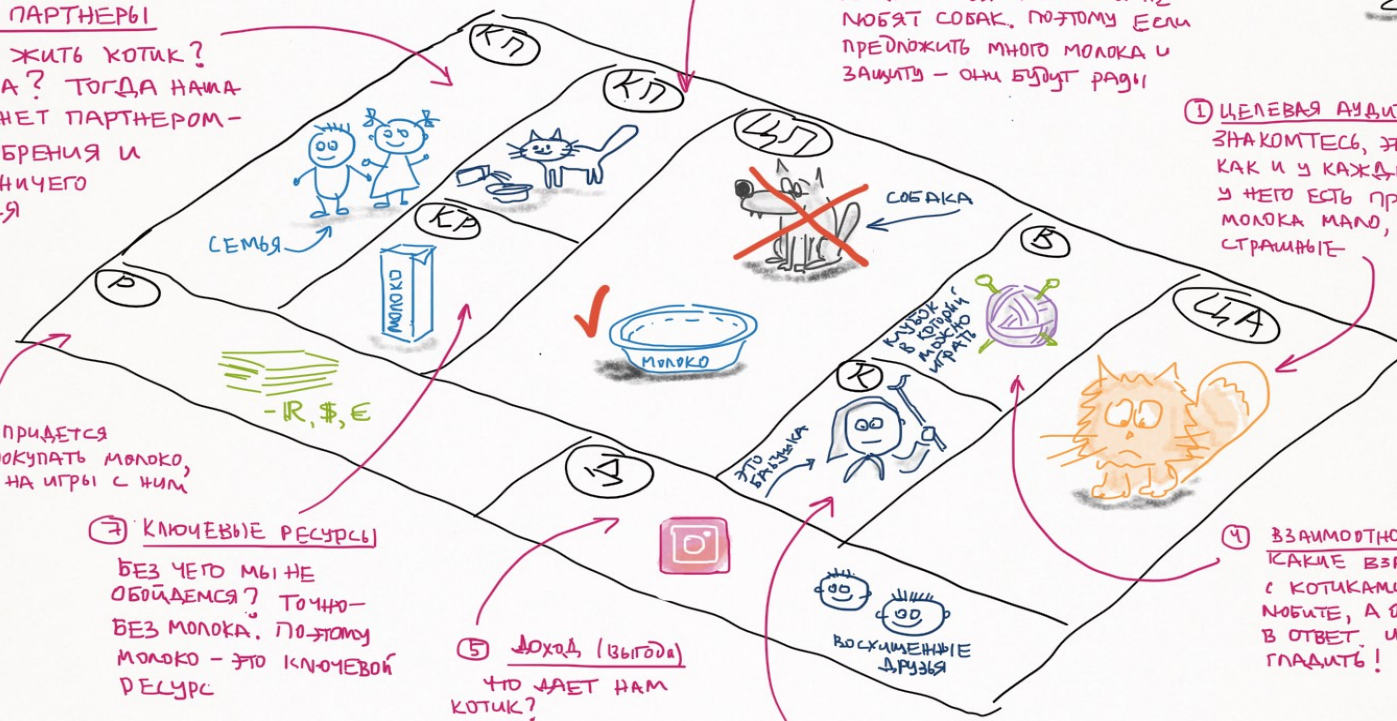 ПАРТНЕРЫ
ЖИТЬ КОТИК?
А? ТОГДА НАША
НЕТ ПАРТНЕРОМ-
БРЕНИЯ И
НИЧЕГО
-Я
ЛЮБЯТ СОБАК. ПОЭТОМУ ЕСЛИ
ПРЕДЛОЖИТЬ МНОГО МОЛОКА И
ЗАЩИТУ – ОНИ БУДУТ РАДЫ
① ЦЕЛЕВАЯ АУДИТ
ЗНАКОМТЕСЬ, Э
КАК И У КАЖД
У НЕГО ЕСТЬ ПР
МОЛОКА МАЛО,
СТРАШНЫЕ
КП
КП
ЦП
СОБАКА
СЕМЬЯ
КР
МОЛОКО
Р
- ₽, $, €
МОЛОКО
В
КЛУБОК
В КОТОРЫЙ
МОЖНО
ИГРАТЬ
ЦА
К
ЭТО
БАБУШКА
Д
ВОСХИЩЕННЫЕ
ДРУЗЬЯ
ПРИДЕТСЯ
ОКУПАТЬ МОЛОКО,
НА ИГРЫ С НИМ
⑦ КЛЮЧЕВЫЕ РЕСУРСЫ
БЕЗ ЧЕГО МЫ НЕ
ОБОЙДЕМСЯ? ТОЧНО –
БЕЗ МОЛОКА. ПОЭТОМУ
МОЛОКО – ЭТО КЛЮЧЕВОЙ
РЕСУРС
⑤ ДОХОД (ВЫГОДА)
ЧТО ДАЕТ НАМ
КОТИК?
④ ВЗАИМООТНО
КАКИЕ ВЗ
С КОТИКАМ
ЛЮБИТЕ, А О
В ОТВЕТ. И
ГЛАДИТЬ!